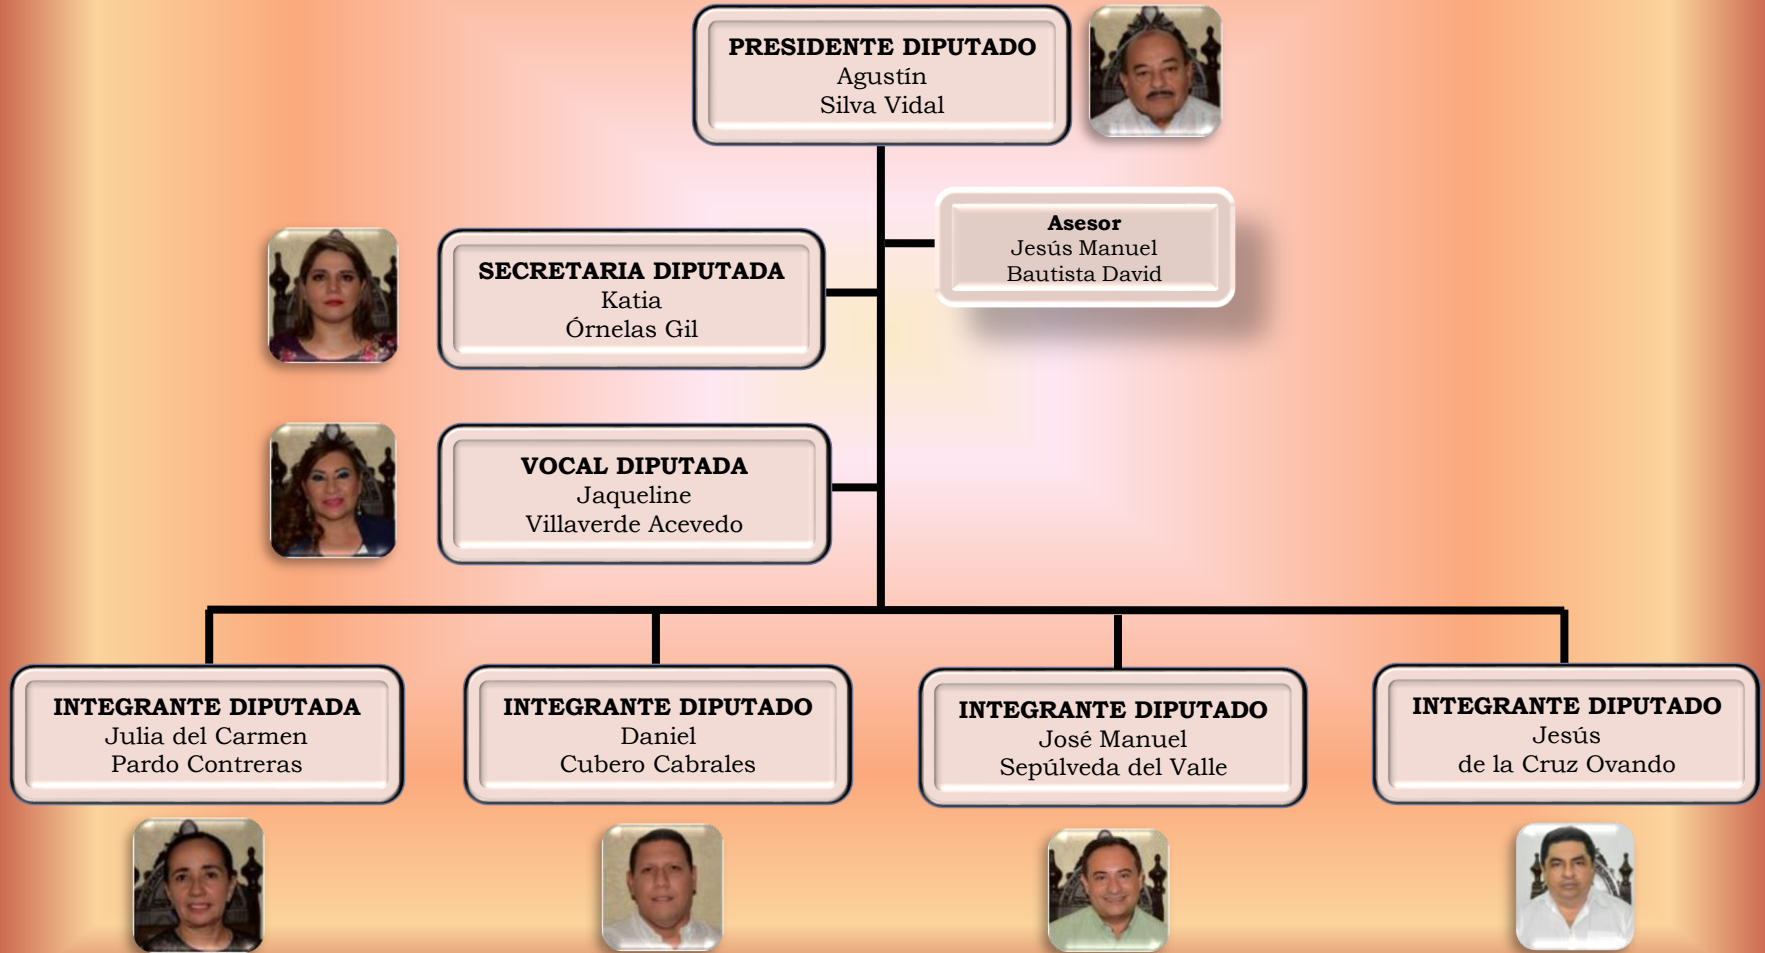 PRESIDENTE DIPUTADO
Agustín
Silva Vidal
Asesor
Jesús Manuel
Bautista David
SECRETARIA DIPUTADA
Katia
Órnelas Gil
VOCAL DIPUTADA
Jaqueline
Villaverde Acevedo
INTEGRANTE DIPUTADA
Julia del Carmen
Pardo Contreras
INTEGRANTE DIPUTADO
Daniel
Cubero Cabrales
INTEGRANTE DIPUTADO
José Manuel
Sepúlveda del Valle
INTEGRANTE DIPUTADO
Jesús
de la Cruz Ovando